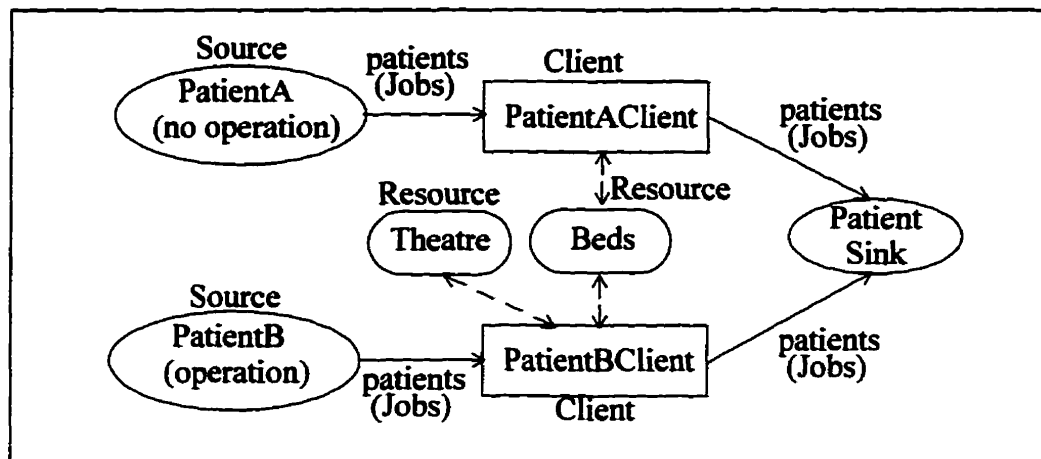 Source
PatientA
(no operation)
patients
(Jobs)
Client
PatientAClient
patients
(Jobs)
Resource
Theatre
Resource
Beds
Patient
Sink
Source
PatientB
(operation)
patients
(Jobs)
PatientBClient
Client
patients
(Jobs)